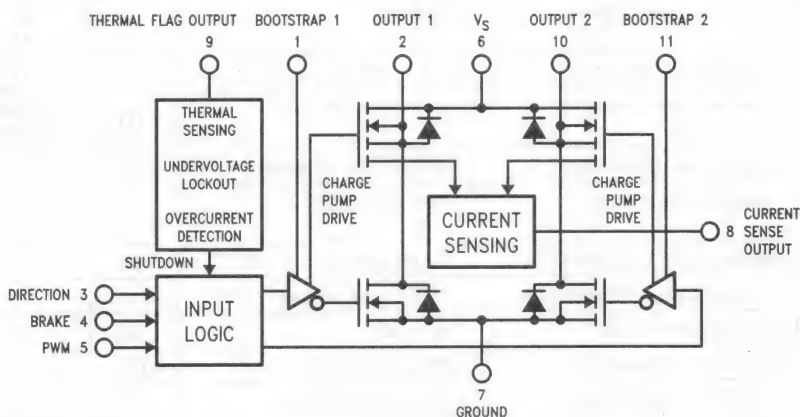 THERMAL FLAG OUTPUT
9
BOOTSTRAP 1
1
OUTPUT 1
2
VS
6
OUTPUT 2
10
BOOTSTRAP 2
11
THERMAL
SENSING
UNDERVOLTAGE
LOCKOUT
OVERCURRENT
DETECTION
CHARGE
PUMP
DRIVE
CURRENT
SENSING
CHARGE
PUMP
DRIVE
8 CURRENT
SENSE
OUTPUT
SHUTDOWN
DIRECTION 3
BRAKE 4
PWM 5
INPUT
LOGIC
7
GROUND